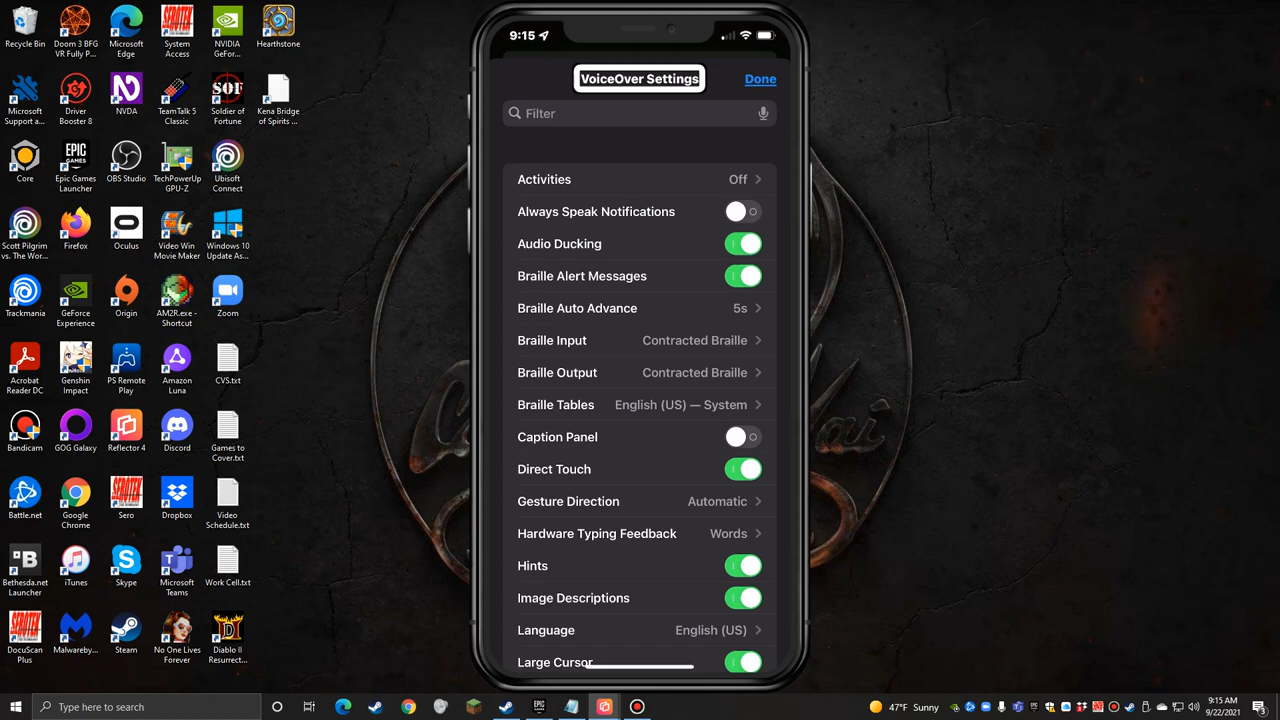 Recycle Bin
Doom 3 BFG
VR Fully P...
Microsoft
Edge
SEROTEK
System
Access
NVIDIA
GeFor...
Hearthstone
Microsoft
Support a...
Driver
Booster 8
NVDA
TeamTalk 5
Classic
SOF
Soldier of
Fortune
Kena Bridge
of Spirits ...
Core
EPIC
GAMES
Epic Games
Launcher
OBS Studio
TechPowerUp
GPU-Z
Ubisoft
Connect
Scott Pilgrim
vs. The Wor...
Firefox
Oculus
Video Win
Movie Maker
Windows 10
Update As...
Trackmania
GeForce
Experience
Origin
AM2R.exe -
Shortcut
Zoom
Acrobat
Reader DC
Genshin
Impact
PS Remote
Play
Amazon
Luna
CVS.txt
Bandicam
GOG Galaxy
Reflector 4
Discord
Games to
Cover.txt
Battle.net
Google
Chrome
SEROTEK
Sero
Dropbox
Video
Schedule.txt
B
Bethesda.net
Launcher
iTunes
Skype
Microsoft
Teams
Work Cell.txt
SEROTEK
DocuScan
Plus
Malwareby...
Steam
No One Lives
Forever
Diablo II
Resurrect...
9:15
VoiceOver Settings
Done
Filter
Activities Off
Always Speak Notifications
Audio Ducking
Braille Alert Messages
Braille Auto Advance 5s
Braille Input Contracted Braille
Braille Output Contracted Braille
Braille Tables English (US) — System
Caption Panel
Direct Touch
Gesture Direction Automatic
Hardware Typing Feedback Words
Hints
Image Descriptions
Language English (US)
Large Cursor
Type here to search
47°F Sunny
9:15 AM
9/22/2021